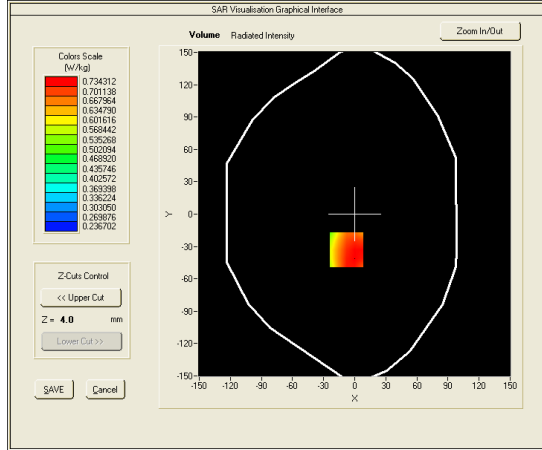 SAR Visualisation Graphical Interface
Volume Radiated Intensity
Zoom In/Out
Colors Scale
(W/kg)
0.734312
0.701138
0.667964
0.634790
0.601616
0.568442
0.535268
0.502094
0.468920
0.435746
0.402572
0.369398
0.336224
0.303050
0.269876
0.236702
Z-Cuts Control
<< Upper Cut
Z = 4.0 mm
Lower Cut >>
SAVE Cancel
150-
120-
90-
60-
30-
0-
-30-
-60-
-90-
-120-
-150-
Y
-150 -120 -90 -60 -30 0 30 60 90 120 150
X